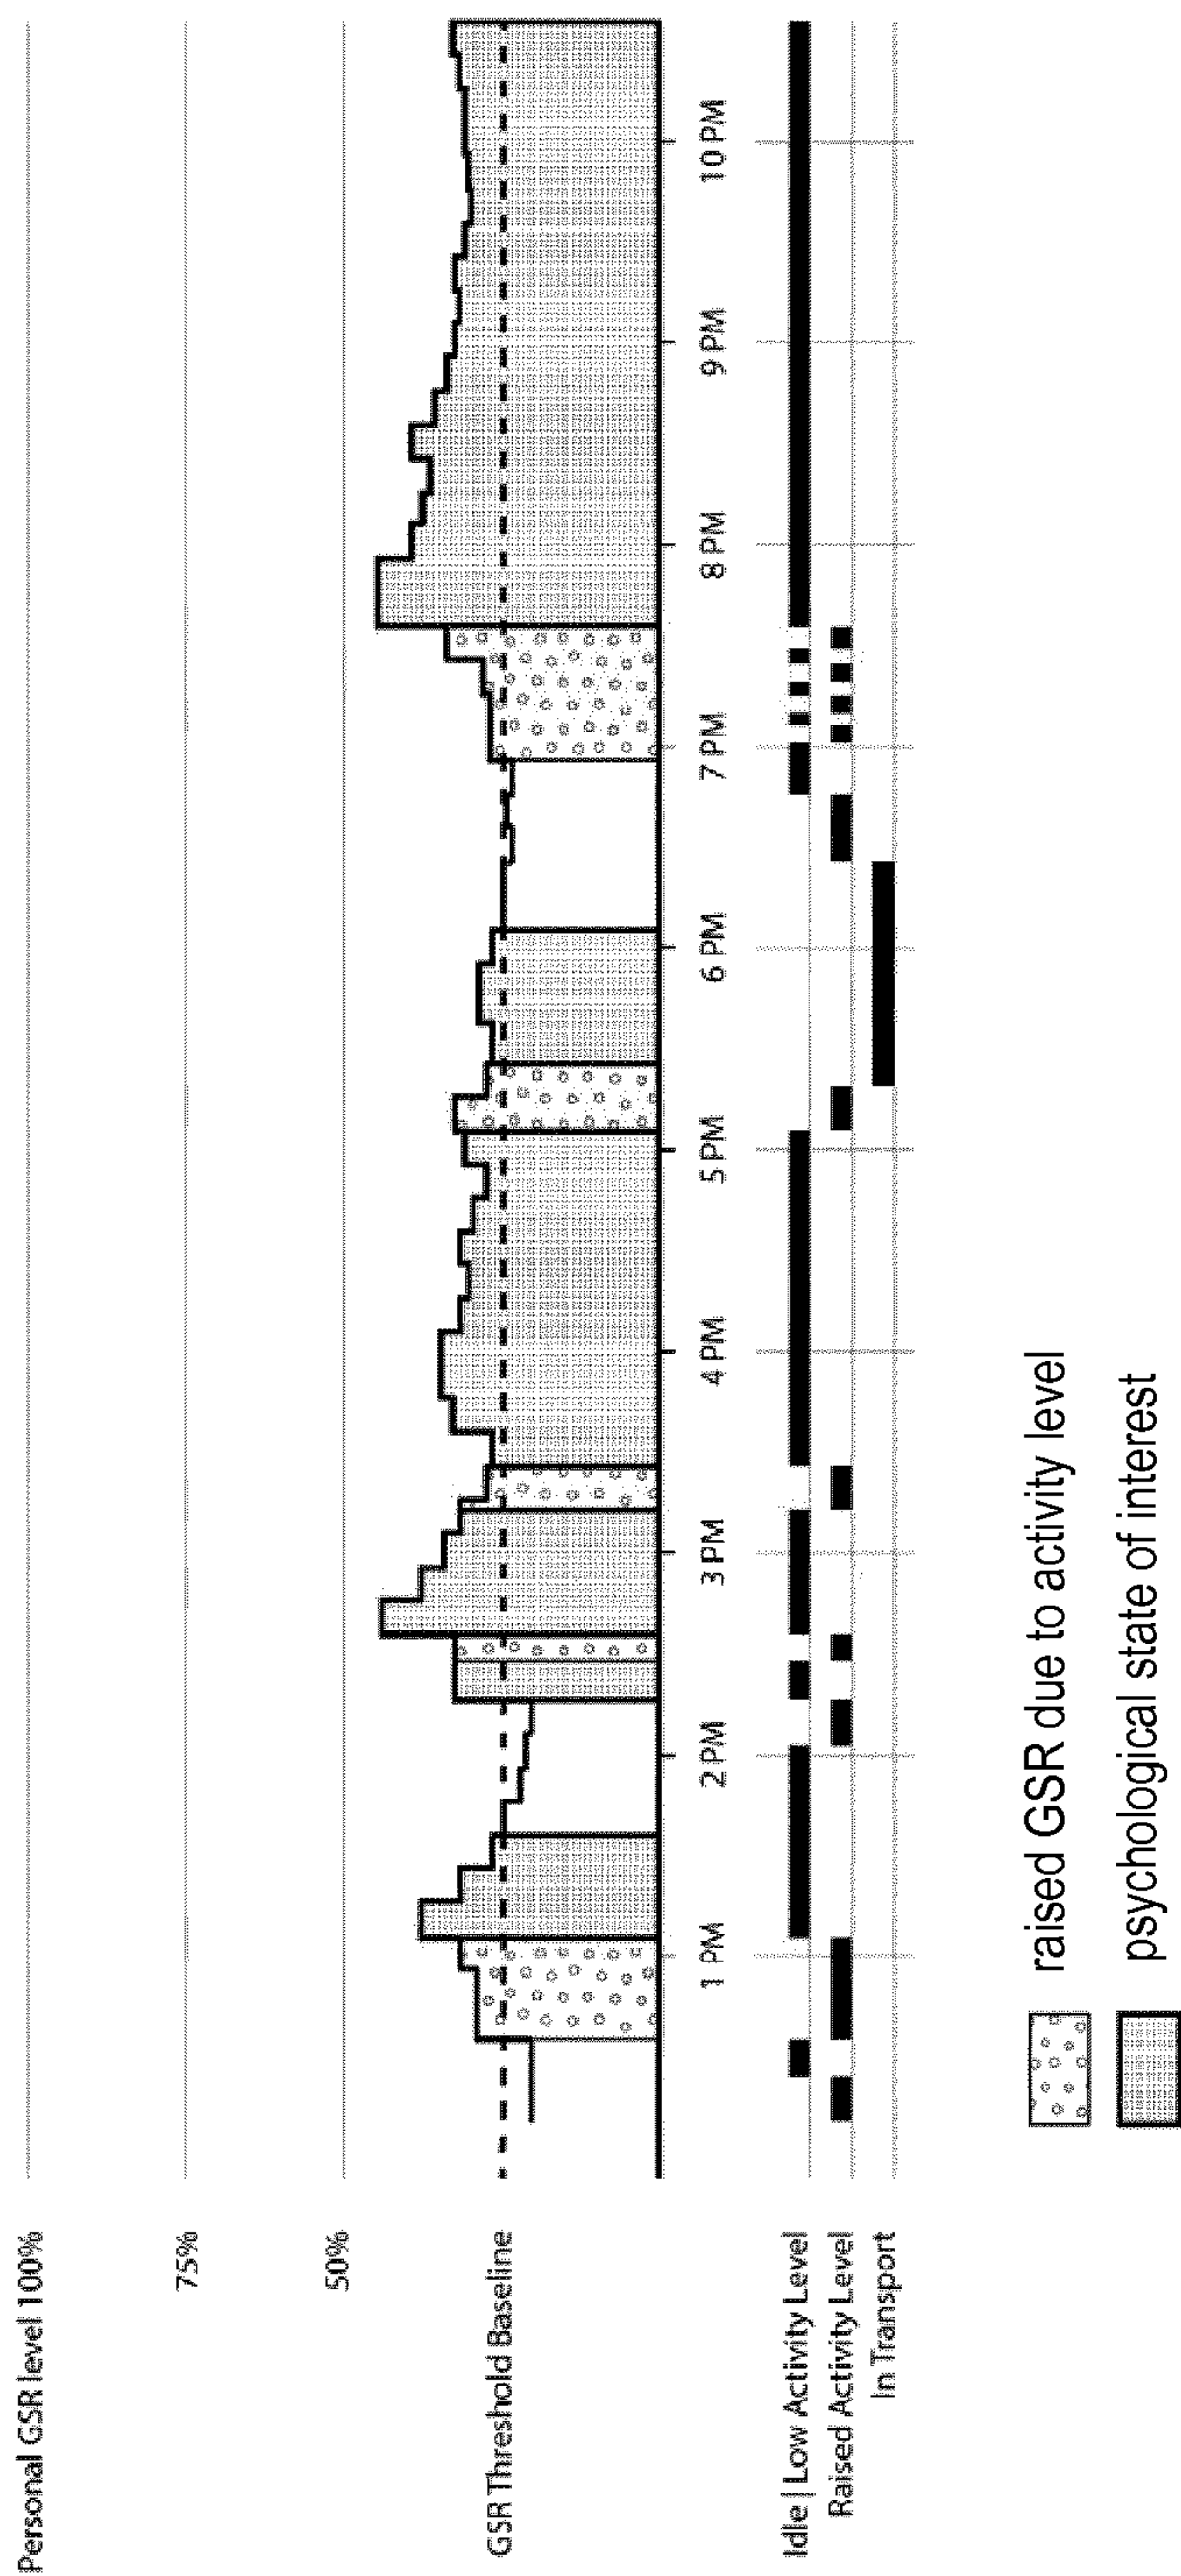 Personal GSR level 100%
75%
50%
GSR Threshold Baseline
1 PM
2 PM
3 PM
4 PM
5 PM
6 PM
7 PM
8 PM
9 PM
10 PM
Idle | Low Activity Level
Raised Activity Level
In Transport
raised GSR due to activity level
psychological state of interest